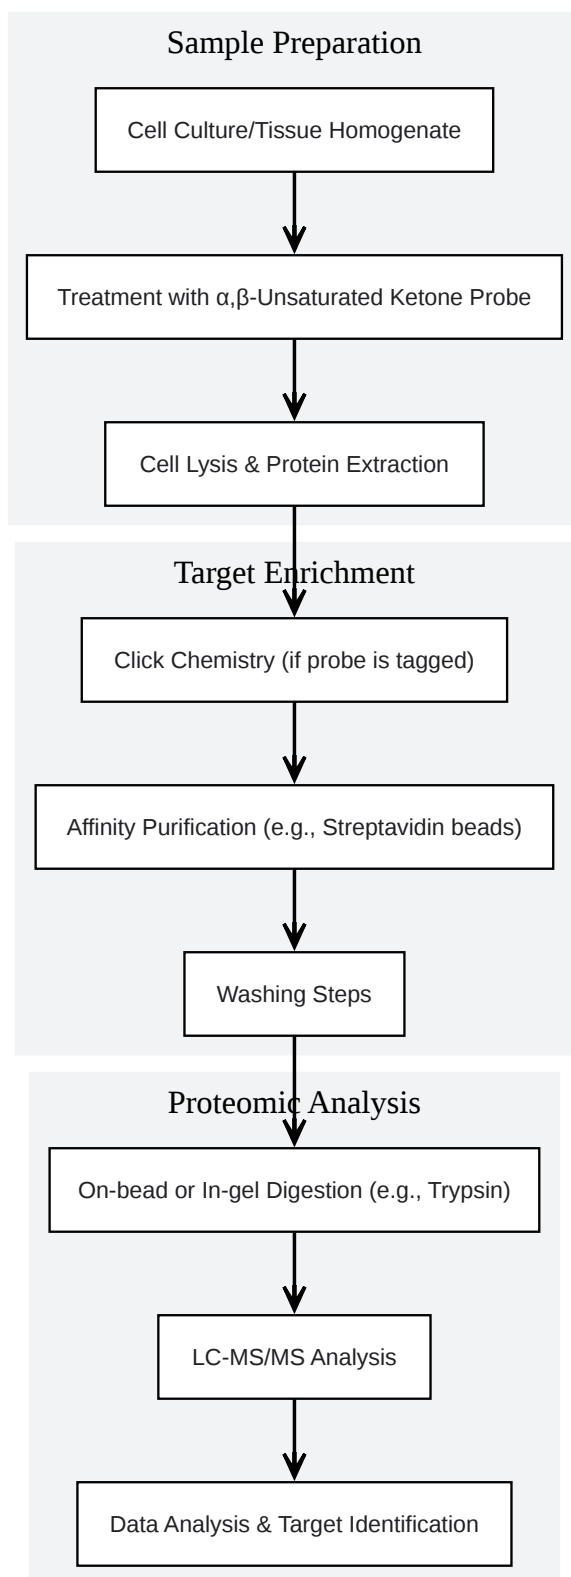 Sample Preparation
Cell Culture/Tissue Homogenate
Treatment with α,β-Unsaturated Ketone Probe
Cell Lysis & Protein Extraction
Target Enrichment
Click Chemistry (if probe is tagged)
Affinity Purification (e.g., Streptavidin beads)
Washing Steps
Proteomic Analysis
On-bead or In-gel Digestion (e.g., Trypsin)
LC-MS/MS Analysis
Data Analysis & Target Identification